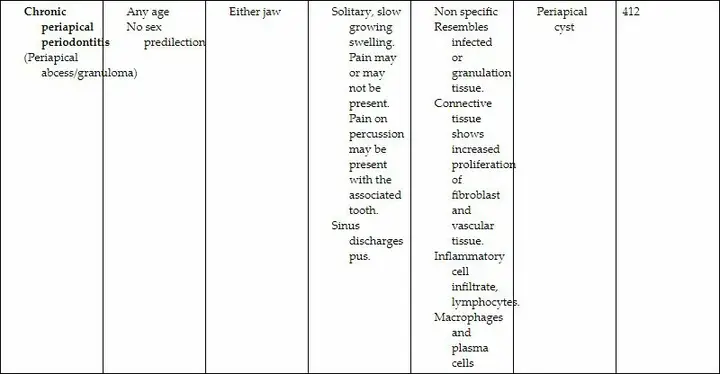 Chronic
periapical
periodontitis
(Periapical
abcess/granuloma)
Any age
No sex
predilection
Either jaw
Solitary, slow
growing
swelling.
Pain may
or may
not be
present.
Pain on
percussion
may be
present
with the
associated
tooth.
Sinus
discharges
pus.
Non specific
Resembles
infected
or
granulation
tissue.
Connective
tissue
shows
increased
proliferation
of
fibroblast
and
vascular
tissue.
Inflammatory
cell
infiltrate,
lymphocytes.
Macrophages
and
plasma
cells
Periapical
cyst
412